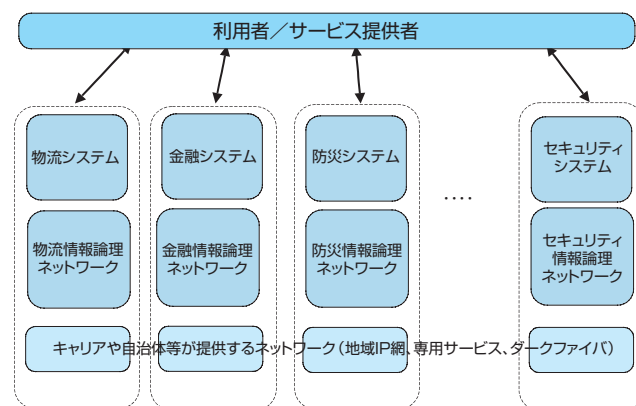 利用者／サービス提供者
物流システム
金融システム
防災システム
セキュリティ
システム
....
物流情報論理
ネットワーク
金融情報論理
ネットワーク
防災情報論理
ネットワーク
セキュリティ
情報論理
ネットワーク
キャリアや自治体等が提供するネットワーク（地域IP網、専用サービス、ダークファイバ）